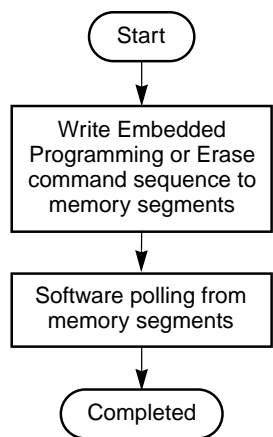 Start
Write Embedded
Programming or Erase
command sequence to
memory segments
Software polling from
memory segments
Completed